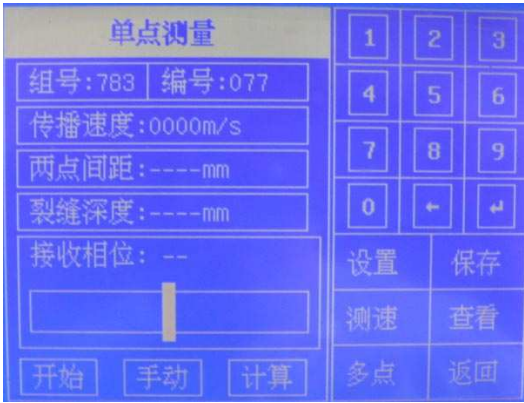 单点测量
组号:783 编号:077
传播速度:0000m/s
两点间距:----mm
裂缝深度:----mm
接收相位: --
开始 手动 计算
1 2 3
4 5 6
7 8 9
0 ← ↵
设置 保存
测速 查看
多点 返回